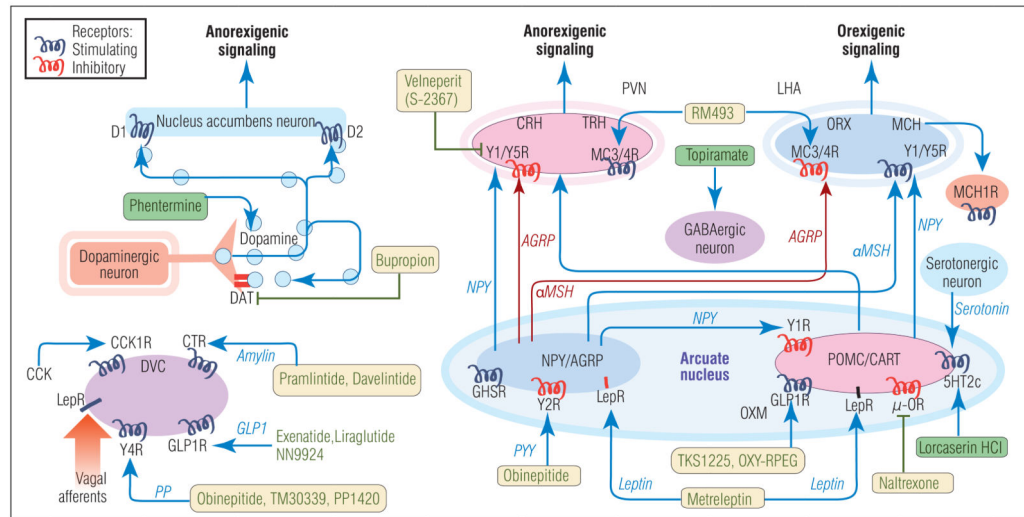 Receptors:
Stimulating
Inhibitory
Anorexigenic
signaling
Nucleus accumbens neuron
D1
D2
Phentermine
Dopamine
Dopaminergic
neuron
DAT
Bupropion
CCK
CCK1R
CTR
Amylin
Pramlintide, Davelintide
DVC
LepR
Y4R
GLP1R
GLP1
Exenatide,Liraglutide
NN9924
Vagal
afferents
PP
Obinepitide, TM30339, PP1420
Anorexigenic
signaling
Velneperit
(S-2367)
PVN
CRH
TRH
Y1/Y5R
MC3/4R
RM493
Topiramate
GABAergic
neuron
Orexigenic
signaling
LHA
ORX
MCH
MC3/4R
Y1/Y5R
MCH1R
NPY
AGRP
αMSH
AGRP
αMSH
NPY
Serotonergic
neuron
Serotonin
NPY
NPY/AGRP
GHSR
Y2R
LepR
Arcuate
nucleus
Y1R
POMC/CART
GLP1R
OXM
LepR
μ-OR
5HT2c
PYY
Obinepitide
TKS1225, OXY-RPEG
Lorcaserin HCl
Naltrexone
Leptin
Metreleptin
Leptin